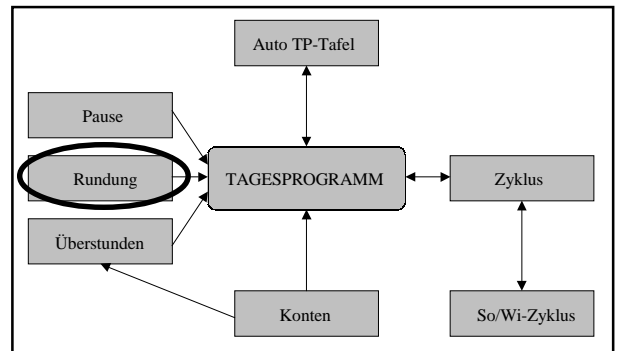 Auto TP-Tafel
Pause
Rundung
TAGESPROGRAMM
Zyklus
Überstunden
Konten
So/Wi-Zyklus